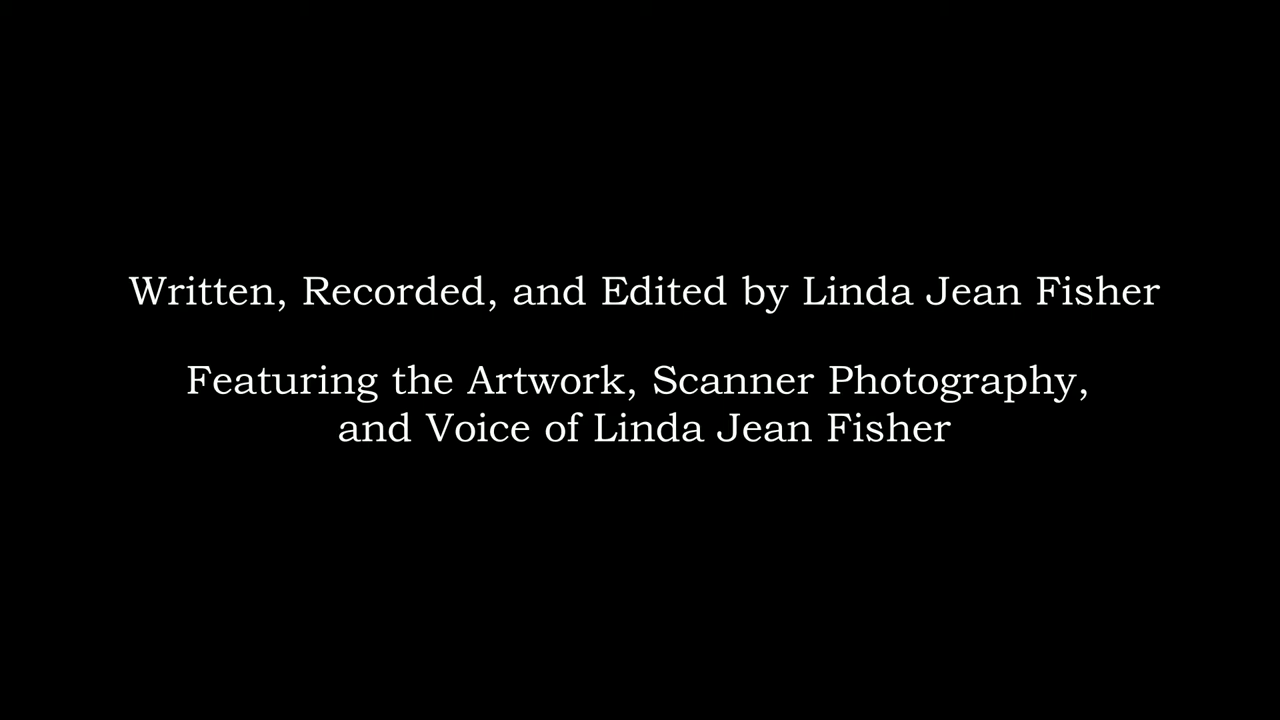 Written, Recorded, and Edited by Linda Jean Fisher
Featuring the Artwork, Scanner Photography,
and Voice of Linda Jean Fisher